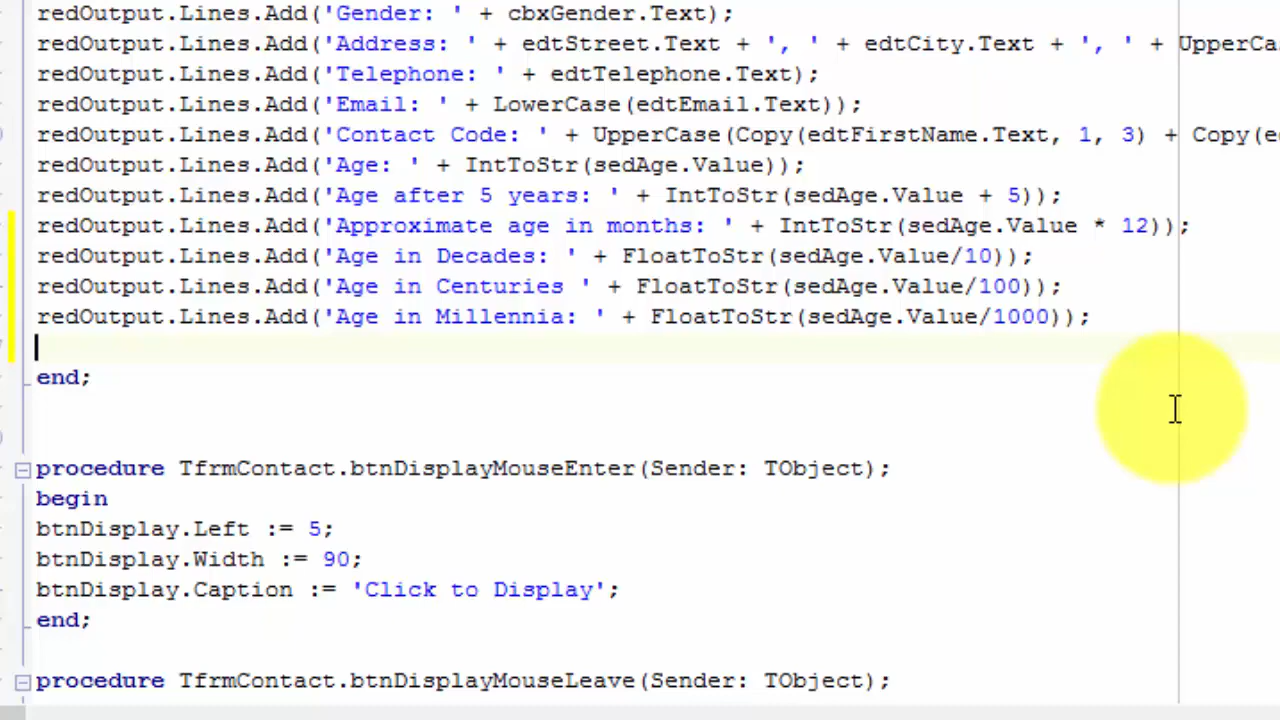 redOutput.Lines.Add('Gender: ' + cbxGender.Text);
redOutput.Lines.Add('Address: ' + edtStreet.Text + ', ' + edtCity.Text + ', ' + UpperCa
redOutput.Lines.Add('Telephone: ' + edtTelephone.Text);
redOutput.Lines.Add('Email: ' + LowerCase(edtEmail.Text));
redOutput.Lines.Add('Contact Code: ' + UpperCase(Copy(edtFirstName.Text, 1, 3) + Copy(ed
redOutput.Lines.Add('Age: ' + IntToStr(sedAge.Value));
redOutput.Lines.Add('Age after 5 years: ' + IntToStr(sedAge.Value + 5));
redOutput.Lines.Add('Approximate age in months: ' + IntToStr(sedAge.Value * 12));
redOutput.Lines.Add('Age in Decades: ' + FloatToStr(sedAge.Value/10));
redOutput.Lines.Add('Age in Centuries ' + FloatToStr(sedAge.Value/100));
redOutput.Lines.Add('Age in Millennia: ' + FloatToStr(sedAge.Value/1000));
end;
procedure TfrmContact.btnDisplayMouseEnter(Sender: TObject);
begin
btnDisplay.Left := 5;
btnDisplay.Width := 90;
btnDisplay.Caption := 'Click to Display';
end;
procedure TfrmContact.btnDisplayMouseLeave(Sender: TObject);